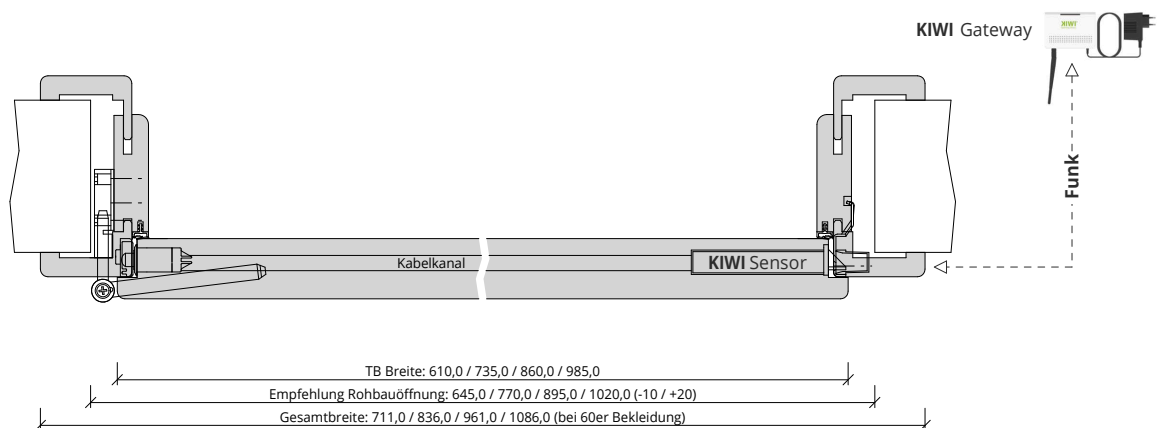 KIWI Gateway
KIWI
Funk
Kabelkanal
KIWI Sensor
TB Breite: 610,0 / 735,0 / 860,0 / 985,0
Empfehlung Rohbauöffnung: 645,0 / 770,0 / 895,0 / 1020,0 (-10 / +20)
Gesamtbreite: 711,0 / 836,0 / 961,0 / 1086,0 (bei 60er Bekleidung)